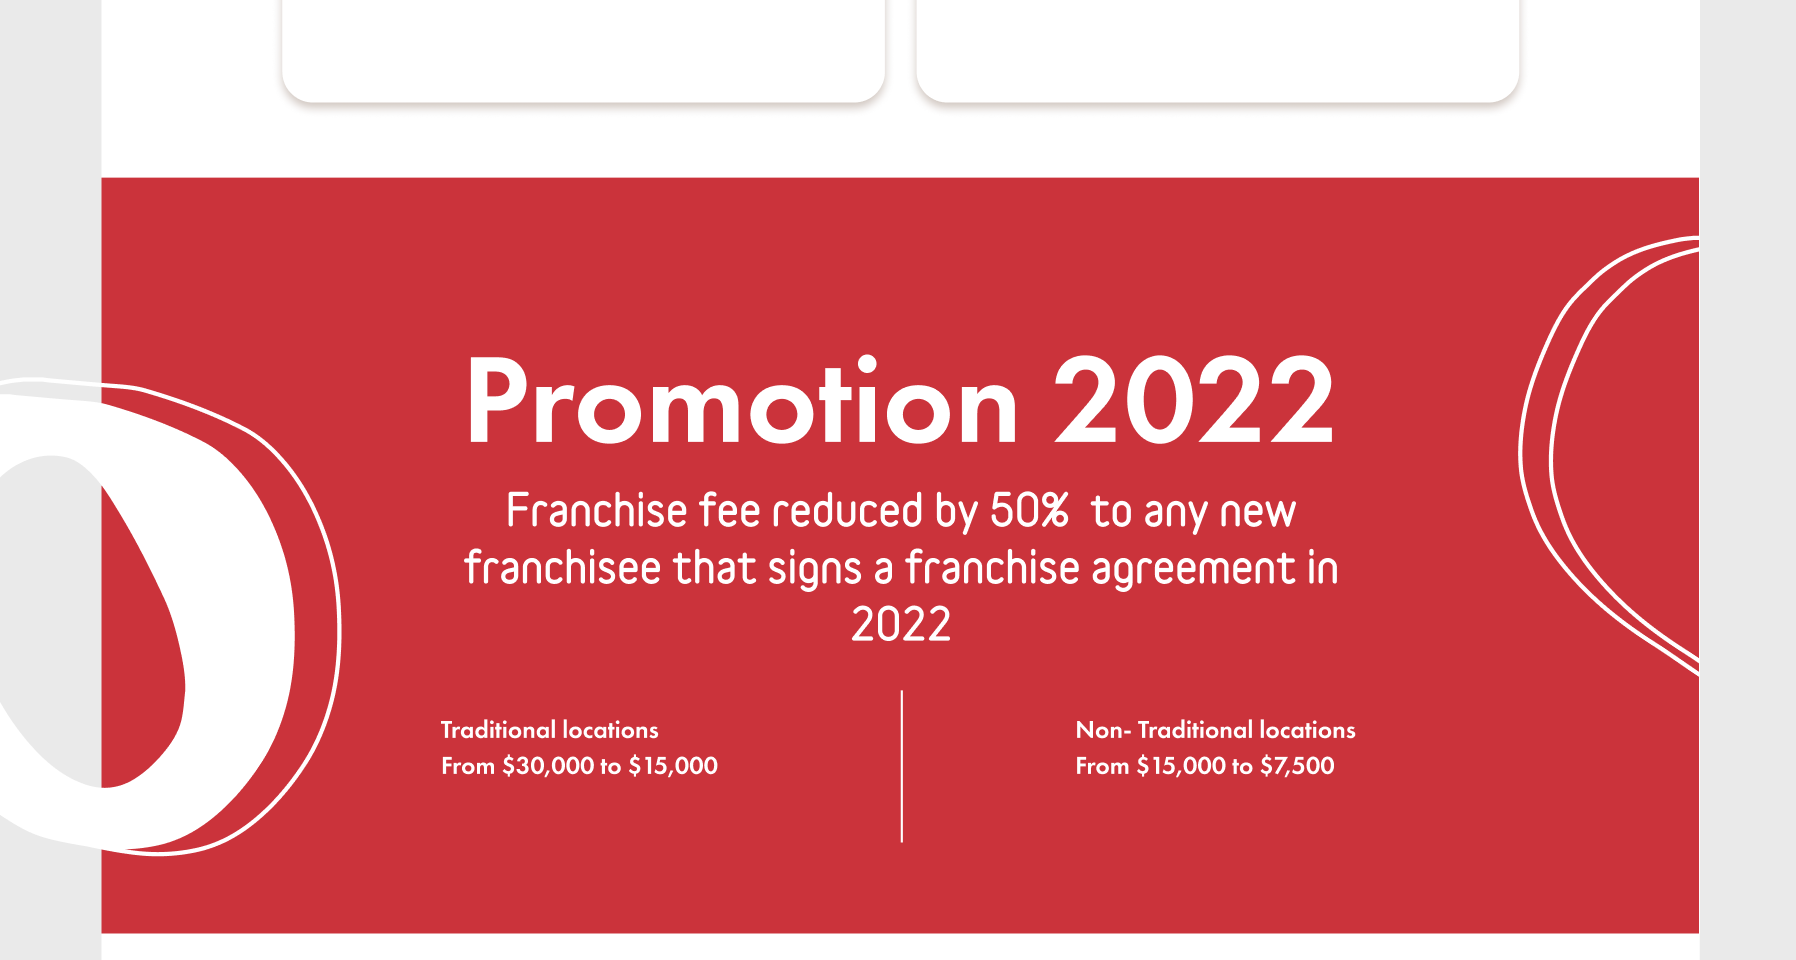 Promotion 2022
Franchise fee reduced by 50%  to any new
franchisee that signs a franchise agreement in
2022
Traditional locations
From $30,000 to $15,000
Non- Traditional locations
From $15,000 to $7,500